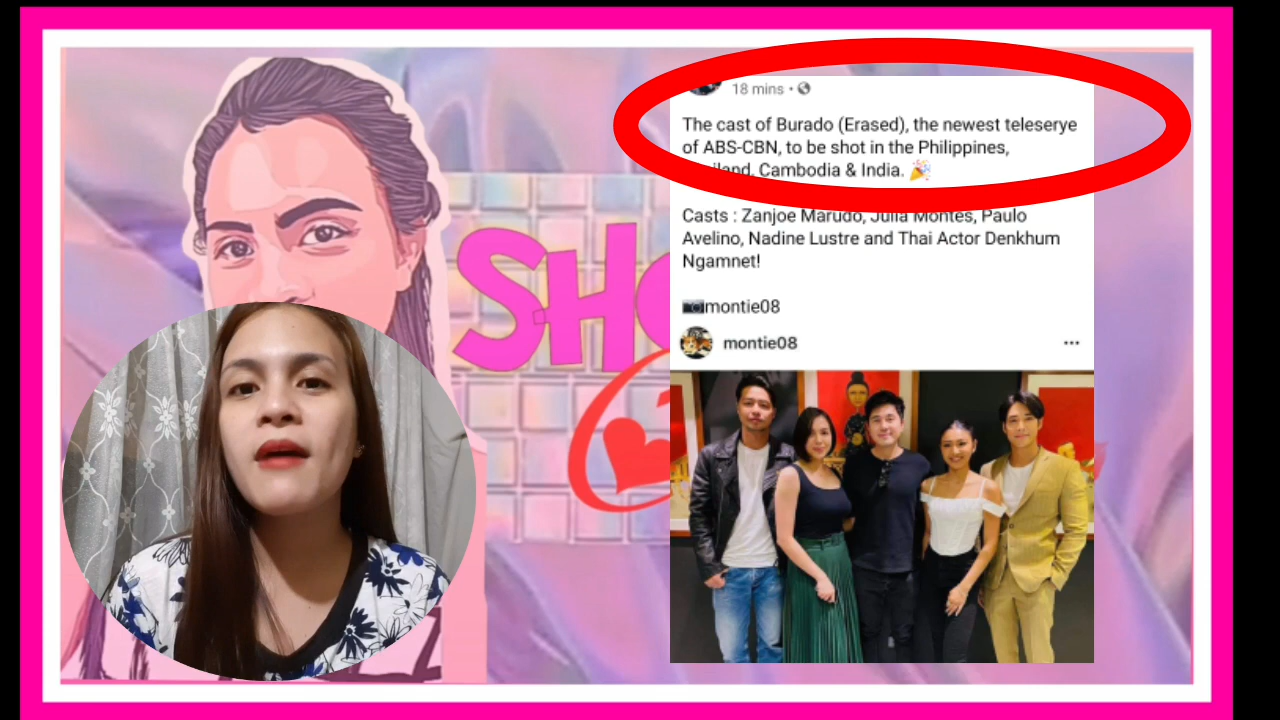 SHO
18 mins •
The cast of Burado (Erased), the newest teleserye
of ABS-CBN, to be shot in the Philippines,
Cambodia & India. 🎉
Casts : Zanjoe Marudo, Julia Montes, Paulo
Avelino, Nadine Lustre and Thai Actor Denkhum
Ngamnet!
📷montie08
montie08